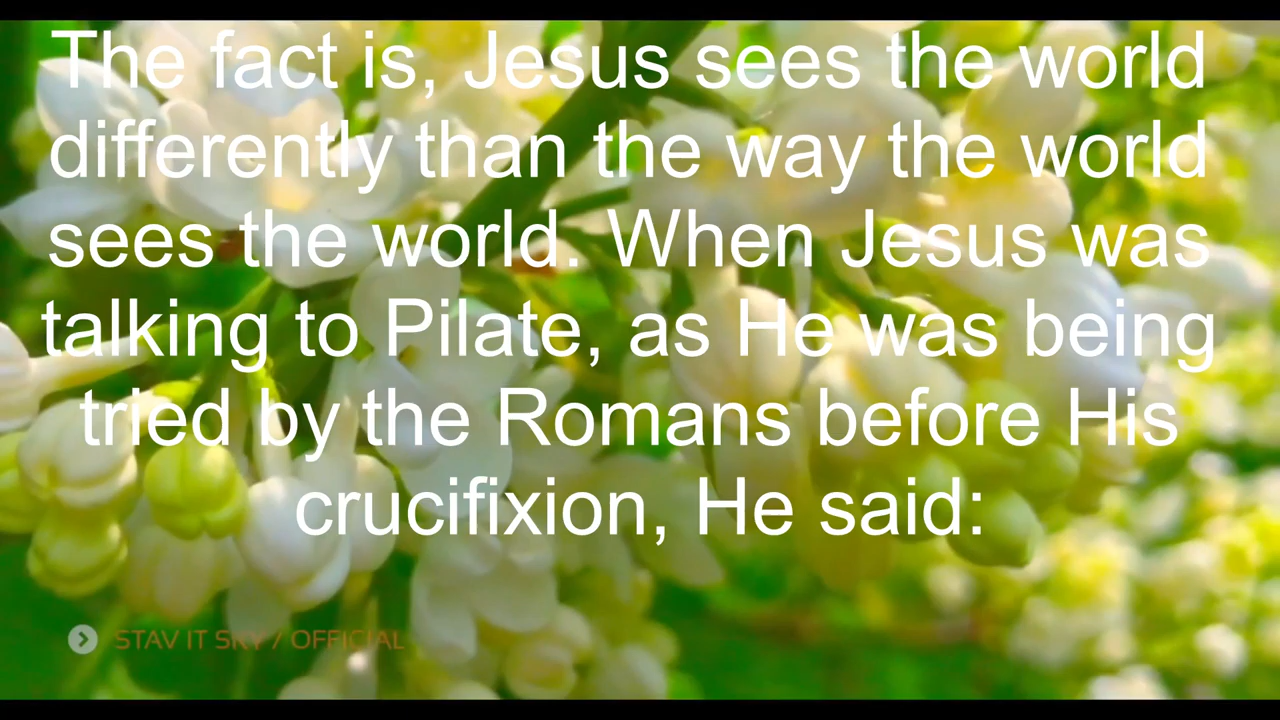 The fact is, Jesus sees the world
differently than the way the world
sees the world. When Jesus was
talking to Pilate, as He was being
tried by the Romans before His
crucifixion, He said:
STAV IT SKY / OFFICIAL